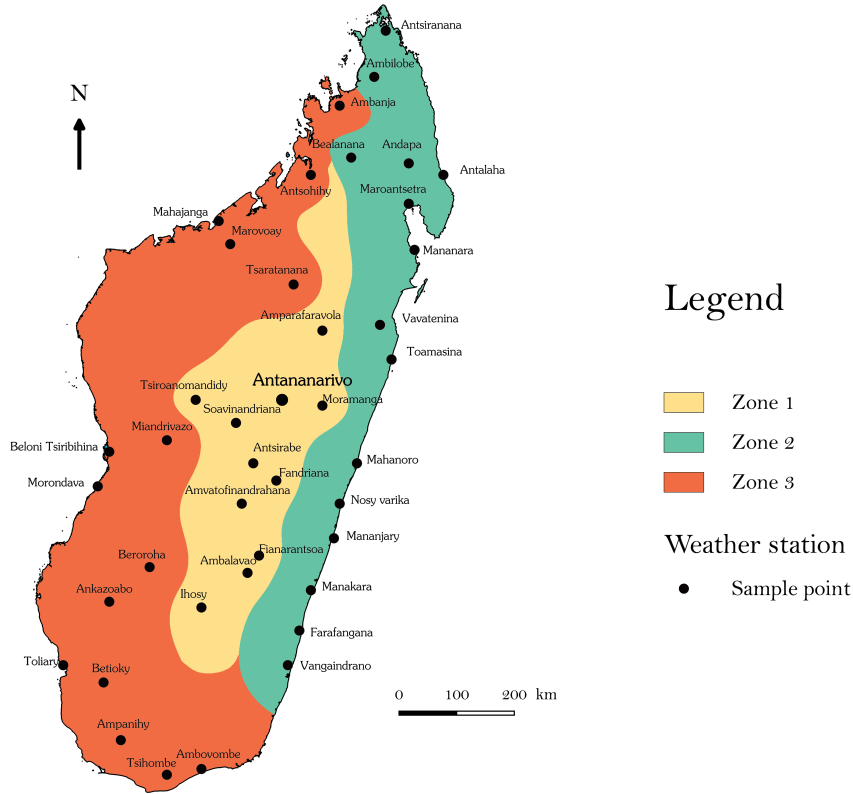 Antsiranana
Ambilobe
N
Ambanja
Bealanana
Andapa
Antalaha
Antsohihy
Maroantsetra
Mahajanga
Marovoay
Mananara
Tsaratanana
Legend
Amparafaravola
Vavatenina
Toamasina
Antananarivo
Tsiroanomandidy
Moramanga
Zone 1
Soavinandriana
Miandrivazo
Zone 2
Beloni Tsiribihina
Antsirabe
Mahanoro
Fandriana
Morondava
Zone 3
Amvatofinandrahana
Nosy varika
Mananjary
Weather station
Fianarantsoa
Beroroha
Ambalavao
Ankazoabo
Ihosy
Manakara
Sample point
Farafangana
Toliary
Betioky
Vangaindrano
0 100 200 km
Ampanihy
Ambovombe
Tsihombe